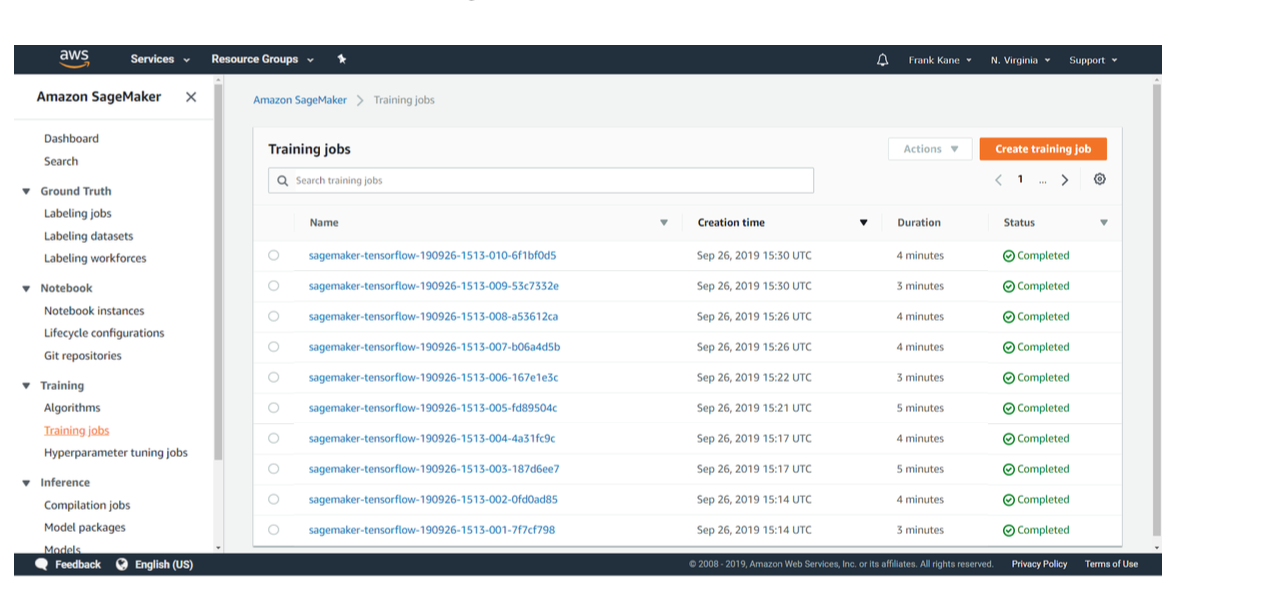 aws Services Resource Groups Frank Kane N. Virginia Support
Amazon SageMaker
Dashboard
Search
Ground Truth
Labeling jobs
Labeling datasets
Labeling workforces
Notebook
Notebook instances
Lifecycle configurations
Git repositories
Training
Algorithms
Training jobs
Hyperparameter tuning jobs
Inference
Compilation jobs
Model packages
Models
Amazon SageMaker > Training jobs
Training jobs Actions Create training job
Search training jobs < 1 ... >
Name Creation time Duration Status
sagemaker-tensorflow-190926-1513-010-6f1bf0d5 Sep 26, 2019 15:30 UTC 4 minutes Completed
sagemaker-tensorflow-190926-1513-009-53c7332e Sep 26, 2019 15:30 UTC 3 minutes Completed
sagemaker-tensorflow-190926-1513-008-a53612ca Sep 26, 2019 15:26 UTC 4 minutes Completed
sagemaker-tensorflow-190926-1513-007-b06a4d5b Sep 26, 2019 15:26 UTC 4 minutes Completed
sagemaker-tensorflow-190926-1513-006-167e1e3c Sep 26, 2019 15:22 UTC 3 minutes Completed
sagemaker-tensorflow-190926-1513-005-fd89504c Sep 26, 2019 15:21 UTC 5 minutes Completed
sagemaker-tensorflow-190926-1513-004-4a31fc9c Sep 26, 2019 15:17 UTC 4 minutes Completed
sagemaker-tensorflow-190926-1513-003-187d6ee7 Sep 26, 2019 15:17 UTC 5 minutes Completed
sagemaker-tensorflow-190926-1513-002-0fd0ad85 Sep 26, 2019 15:14 UTC 4 minutes Completed
sagemaker-tensorflow-190926-1513-001-7f7cf798 Sep 26, 2019 15:14 UTC 3 minutes Completed
Feedback English (US) © 2008 - 2019, Amazon Web Services, Inc. or its affiliates. All rights reserved. Privacy Policy Terms of Use